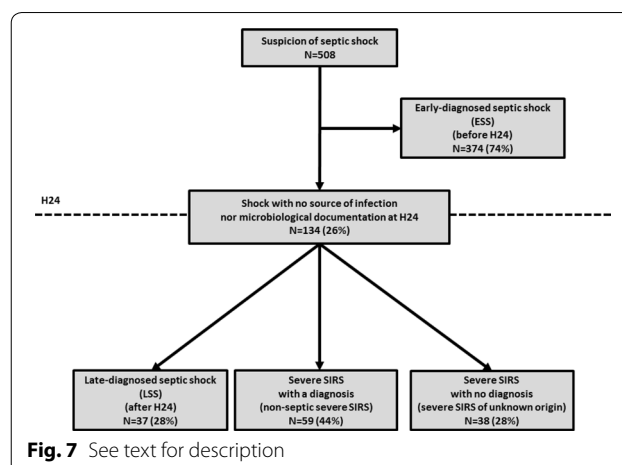 Suspicion of septic shock
N=508
Early-diagnosed septic shock
(ESS)
(before H24)
N=374 (74%)
H24
Shock with no source of infection
nor microbiological documentation at H24
N=134 (26%)
Late-diagnosed septic shock
(LSS)
(after H24)
N=37 (28%)
Severe SIRS
with a diagnosis
(non-septic severe SIRS)
N=59 (44%)
Severe SIRS
with no diagnosis
(severe SIRS of unknown origin)
N=38 (28%)
Fig. 7 See text for description